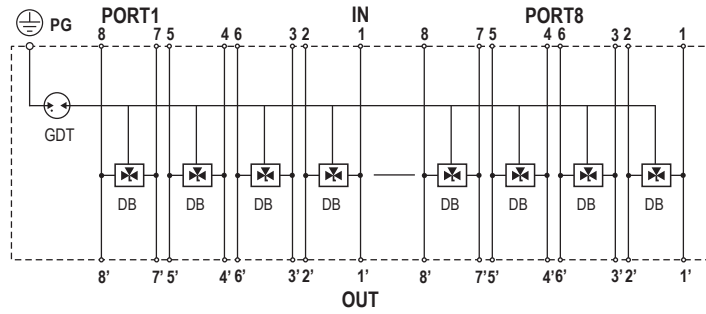 PG PORT1 IN PORT8
8 7 5 4 6 3 2 1 8 7 5 4 6 3 2 1
GDT
DB DB DB DB DB DB DB DB
8’ 7’ 5’ 4’ 6’ 3’ 2’ 1’ 8’ 7’ 5’ 4’ 6’ 3’ 2’ 1’
OUT